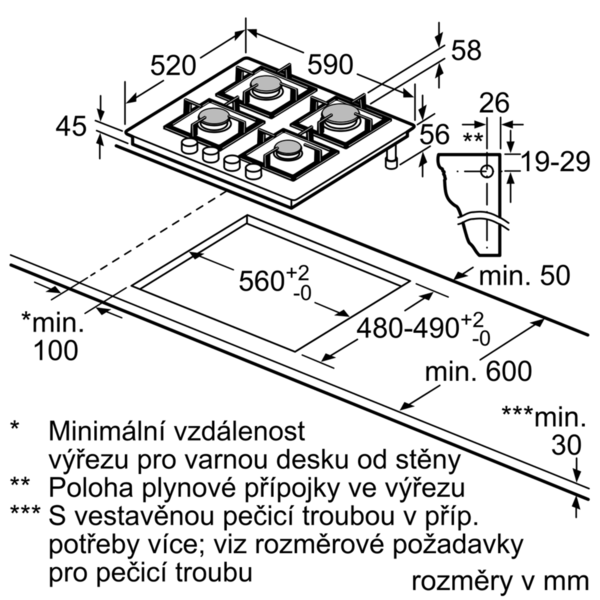 58
520
590
26
45
56
**
19-29
560+2 -0
min. 50
*min.
100
480-490+2 -0
min. 600
***min.
30
* Minimální vzdálenost
výřezu pro varnou desku od stěny
** Poloha plynové přípojky ve výřezu
*** S vestavěnou pečicí troubou v příp.
potřeby více; viz rozměrové požadavky
pro pečicí troubu
rozměry v mm